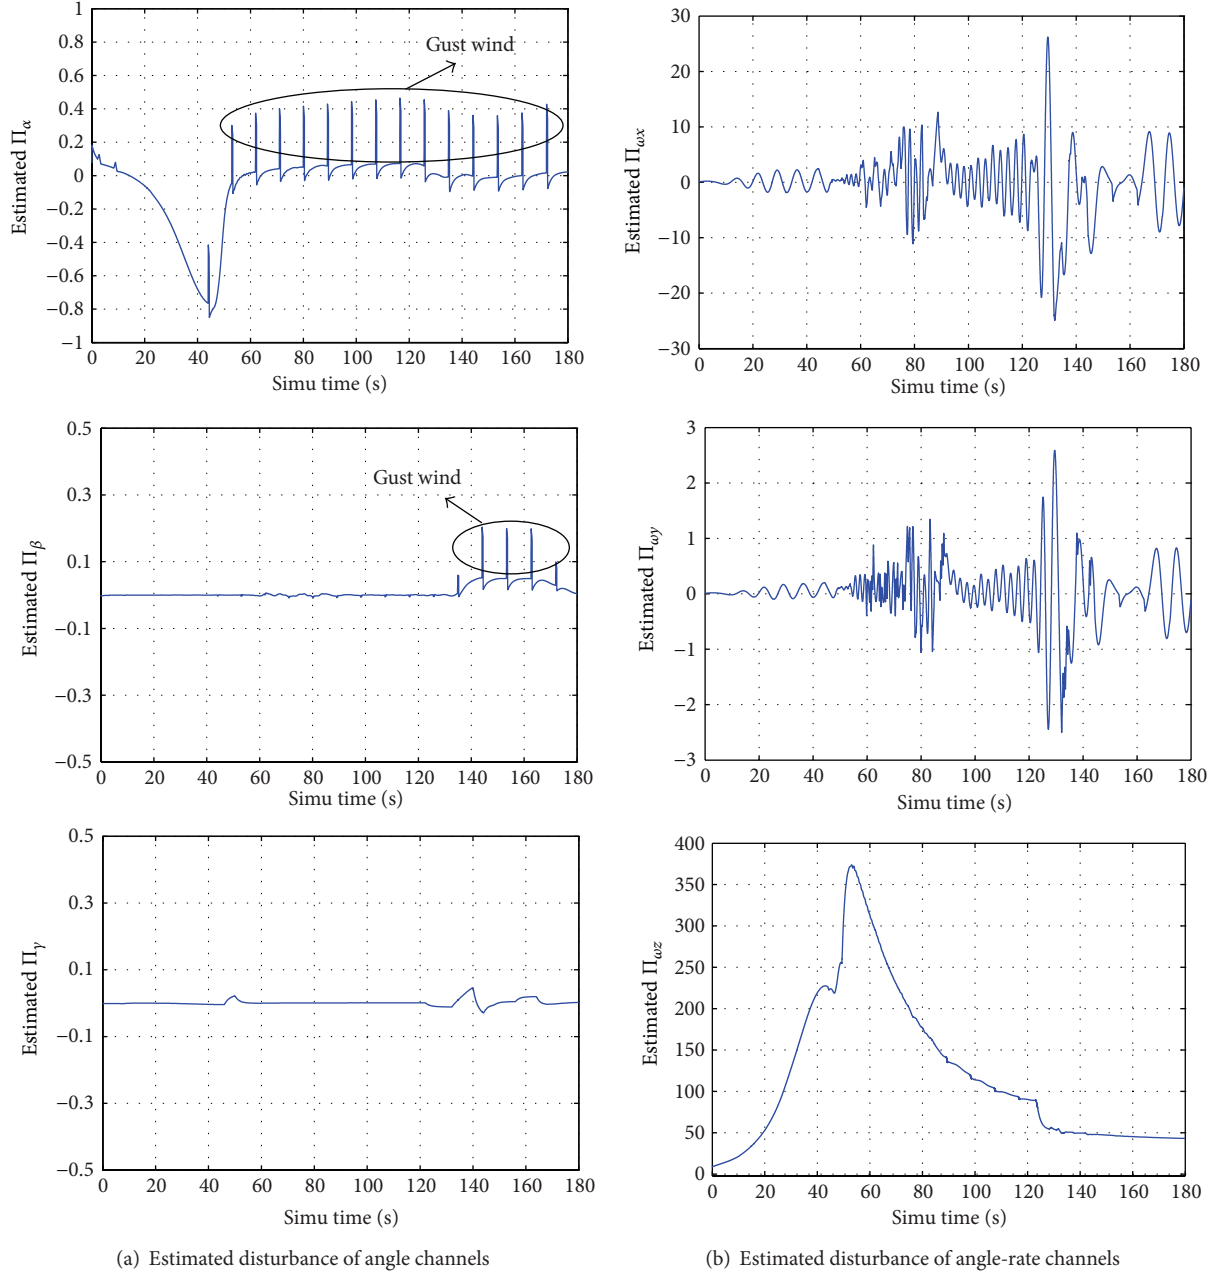 1
0.8
0.6
0.4
0.2
0
−0.2
−0.4
−0.6
−0.8
−1
Estimated Π_α
Gust wind
0 20 40 60 80 100 120 140 160 180
Simu time (s)
30
20
10
0
−10
−20
−30
Estimated Π_ωx
0 20 40 60 80 100 120 140 160 180
Simu time (s)
0.5
0.3
0.1
−0.1
−0.3
−0.5
Estimated Π_β
Gust wind
0 20 40 60 80 100 120 140 160 180
Simu time (s)
3
2
1
0
−1
−2
−3
Estimated Π_ωy
0 20 40 60 80 100 120 140 160 180
Simu time (s)
0.5
0.3
0.1
−0.1
−0.3
−0.5
Estimated Π_γ
0 20 40 60 80 100 120 140 160 180
Simu time (s)
400
350
300
250
200
150
100
50
0
Estimated Π_ωz
0 20 40 60 80 100 120 140 160 180
Simu time (s)
(a) Estimated disturbance of angle channels
(b) Estimated disturbance of angle-rate channels